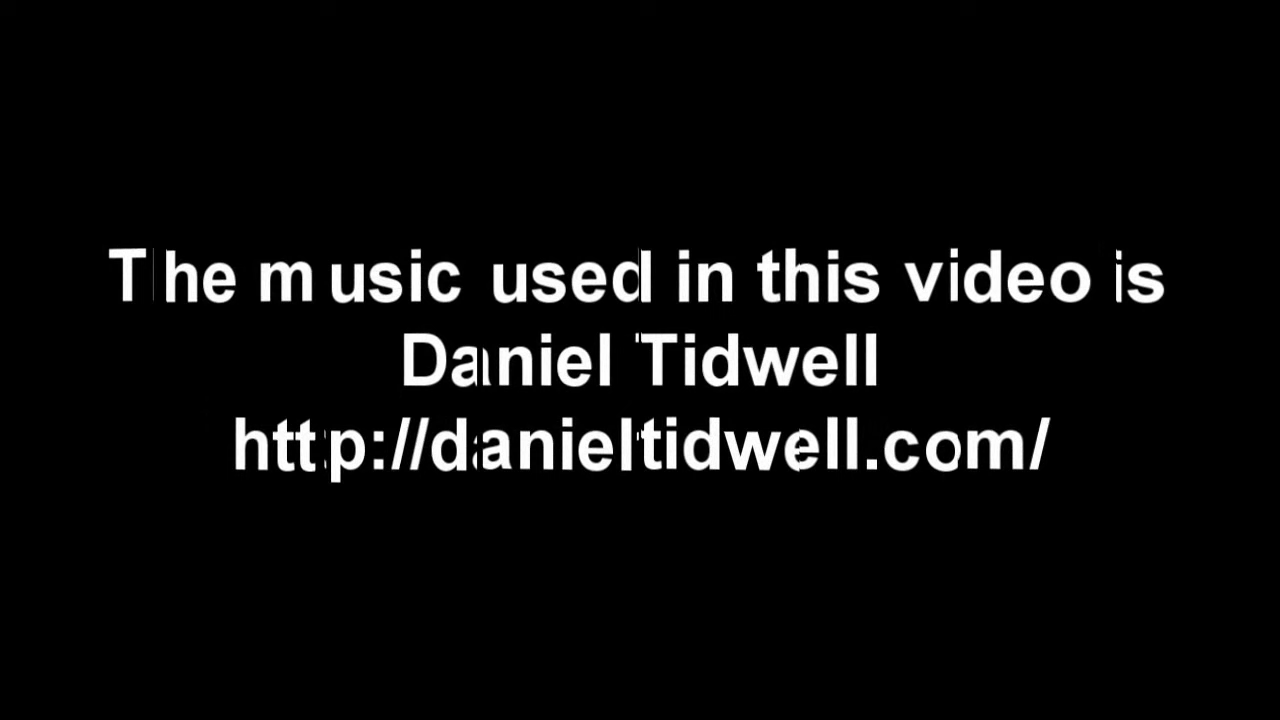 The music used in this video is
Daniel Tidwell
http://danieltidwell.com/